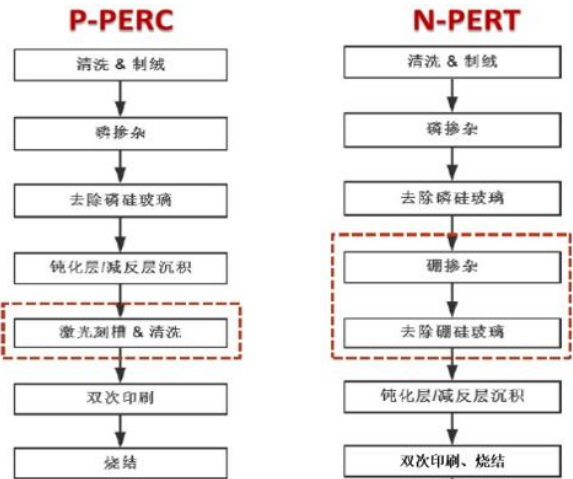 P-PERC
清洗 & 制绒
磷掺杂
去除磷硅玻璃
钝化层/减反层沉积
激光刻槽 & 清洗
双次印刷
烧结
N-PERT
清洗 & 制绒
磷掺杂
去除磷硅玻璃
硼掺杂
去除硼硅玻璃
钝化层/减反层沉积
双次印刷、烧结